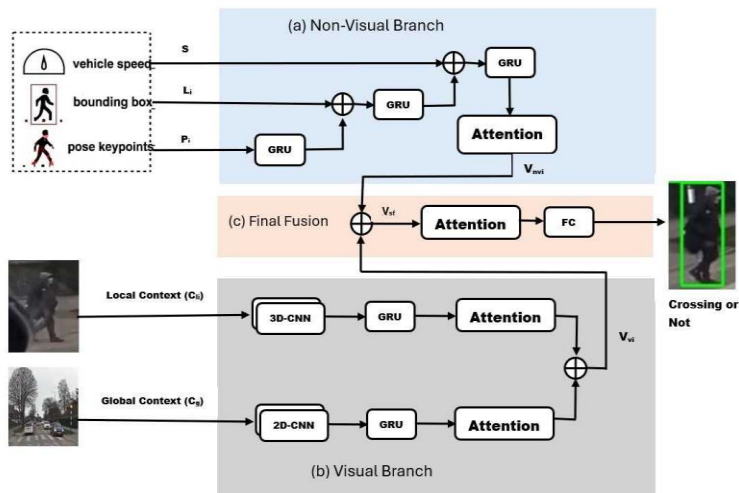 (a) Non-Visual Branch
vehicle speed
S
GRU
bounding box
Li
GRU
pose keypoints
Pi
GRU
Attention
Vnvi
(c) Final Fusion
Vsf
Attention
FC
Crossing or
Not
Local Context (Cli)
3D-CNN
GRU
Attention
Vvi
Global Context (Cg)
2D-CNN
GRU
Attention
(b) Visual Branch